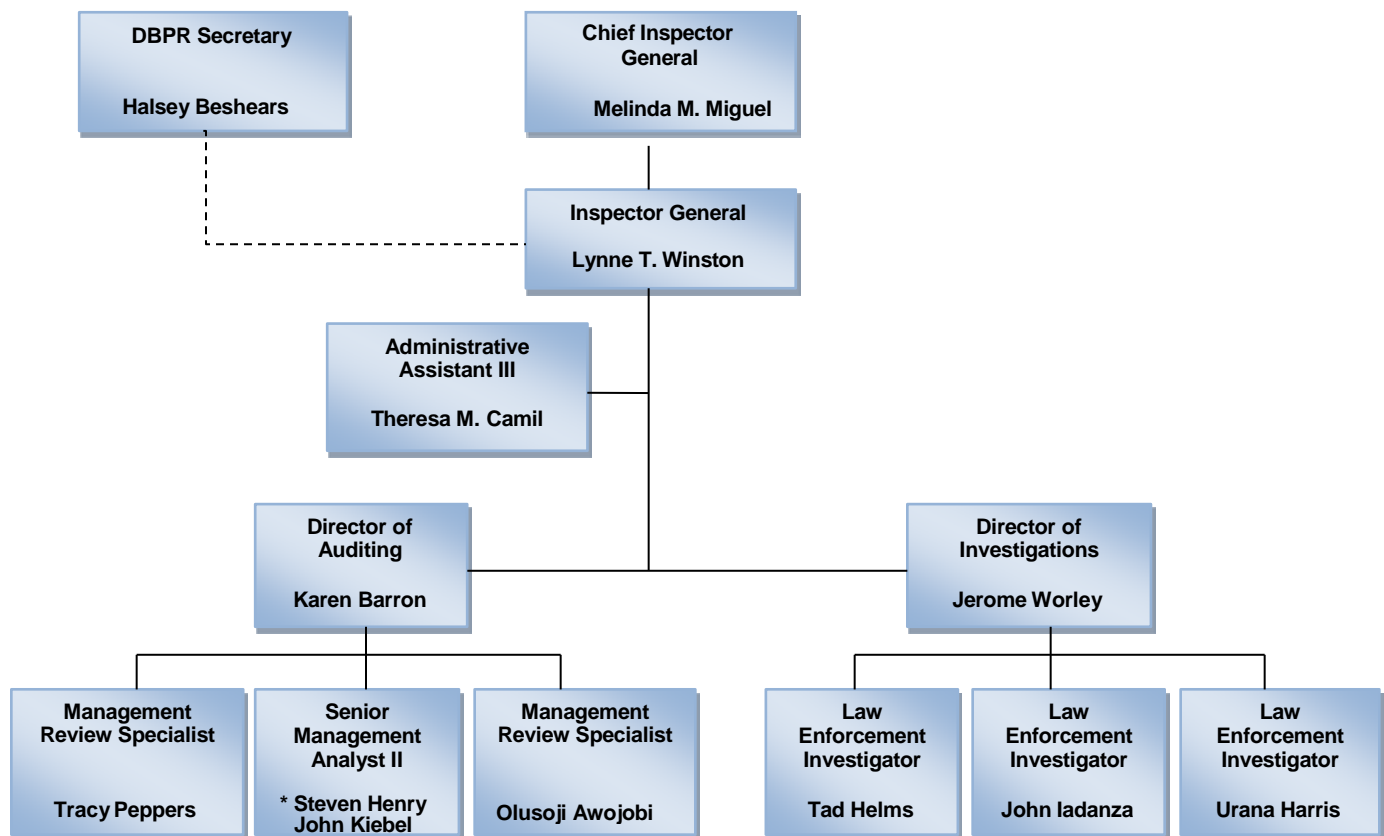 DBPR Secretary
Halsey Beshears
Chief Inspector
General
Melinda M. Miguel
Inspector General
Lynne T. Winston
Administrative
Assistant III
Theresa M. Camil
Director of
Auditing
Karen Barron
Director of
Investigations
Jerome Worley
Management
Review Specialist
Tracy Peppers
Senior
Management
Analyst II
* Steven Henry
John Kiebel
Management
Review Specialist
Olusoji Awojobi
Law
Enforcement
Investigator
Tad Helms
Law
Enforcement
Investigator
John Iadanza
Law
Enforcement
Investigator
Urana Harris